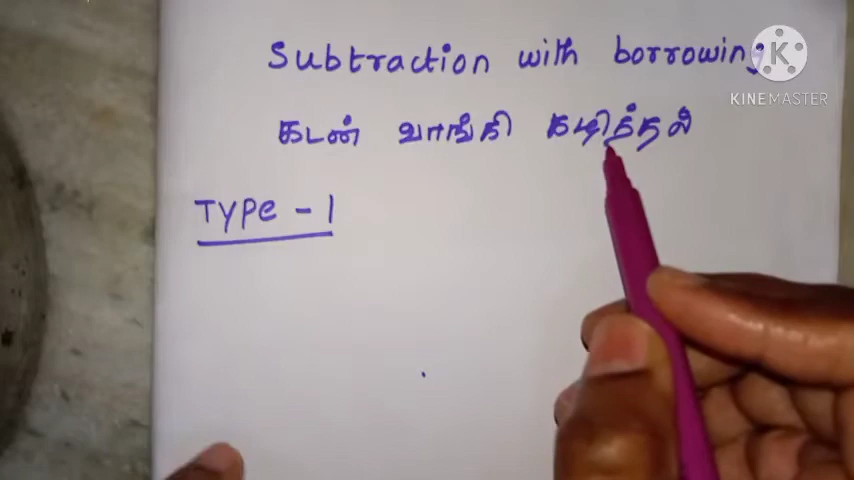 Subtraction with borrowing
KINEMASTER
கடன் வாங்கி கழித்தல்
Type - 1